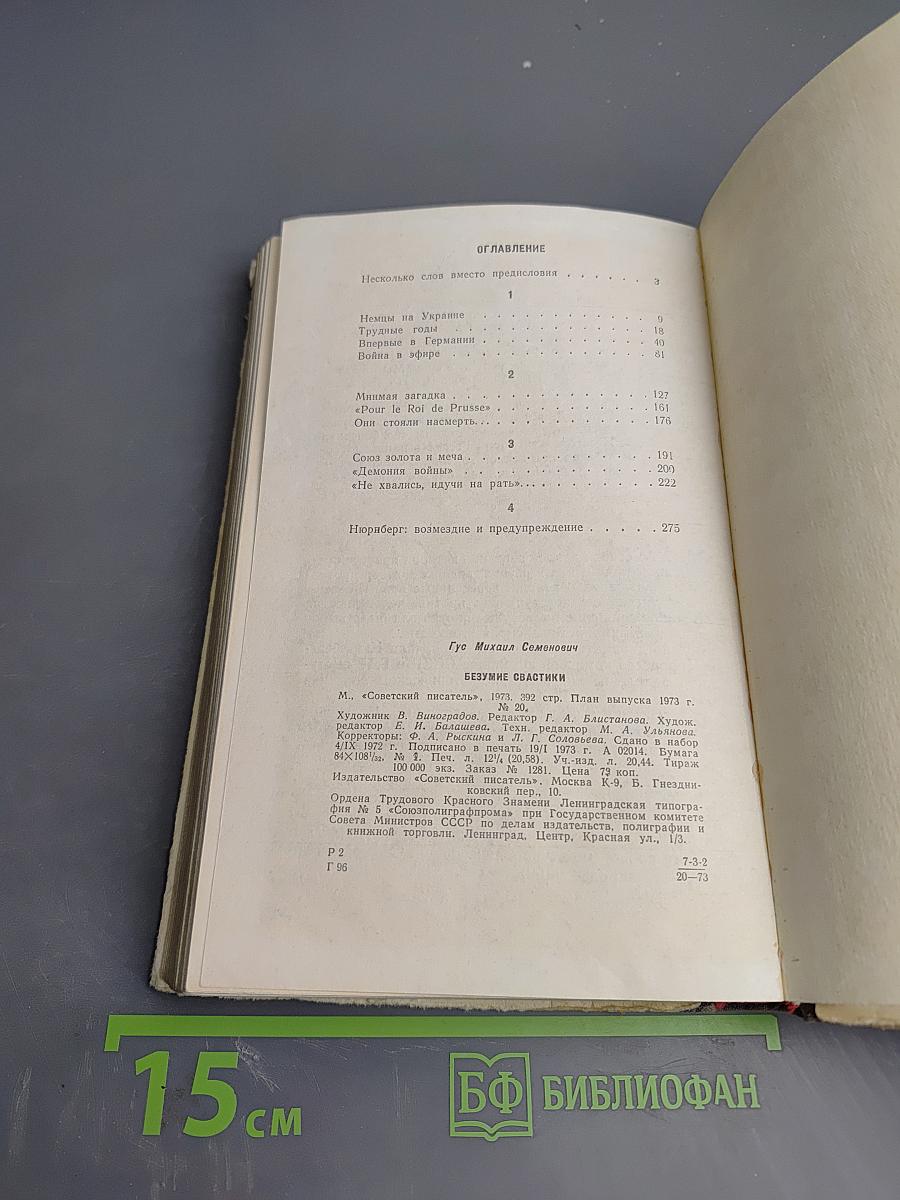 ОГЛАВЛЕНИЕ
Несколько слов вместо предисловия . . . . . . 3
1
Немцы на Украине . . . . . . . . . . . . 9
Трудные годы . . . . . . . . . . . . . . 18
Впервые в Германии . . . . . . . . . . . . 40
Война в эфире . . . . . . . . . . . . . . 81
2
Мнимая загадка . . . . . . . . . . . . . . 127
«Pour le Roi de Prusse» . . . . . . . . . . . 161
Они стояли насмерть... . . . . . . . . . . . 176
3
Союз золота и меча . . . . . . . . . . . . . 191
«Демония войны» . . . . . . . . . . . . . 200
«Не хвались, идучи на рать»... . . . . . . . . 222
4
Нюрнберг: возмездие и предупреждение . . . . . 275
Гус Михаил Семенович
БЕЗУМИЕ СВАСТИКИ
М., «Советский писатель», 1973. 392 стр. План выпуска 1973 г.
№ 20.
Художник В. Виноградов. Редактор Г. А. Блистанова. Худож.
редактор Е. И. Балашева. Техн. редактор М. А. Ульянова.
Корректоры: Ф. А. Рыскина и Л. Г. Соловьева. Сдано в набор
4/IX 1972 г. Подписано в печать 19/I 1973 г. А 02014. Бумага
84×108 1/32, № 2. Печ. л. 12 1/4 (20,58). Уч.-изд. л. 20,44. Тираж
100 000 экз. Заказ № 1281. Цена 79 коп.
Издательство «Советский писатель». Москва К-9, Б. Гнездни-
ковский пер., 10.
Ордена Трудового Красного Знамени Ленинградская типогра-
фия № 5 «Союзполиграфпрома» при Государственном комитете
Совета Министров СССР по делам издательств, полиграфии и
книжной торговли. Ленинград, Центр, Красная ул., 1/3.
Р 2
Г 96
7-3-2
20—73
15 см
БФ БИБЛИОФАН